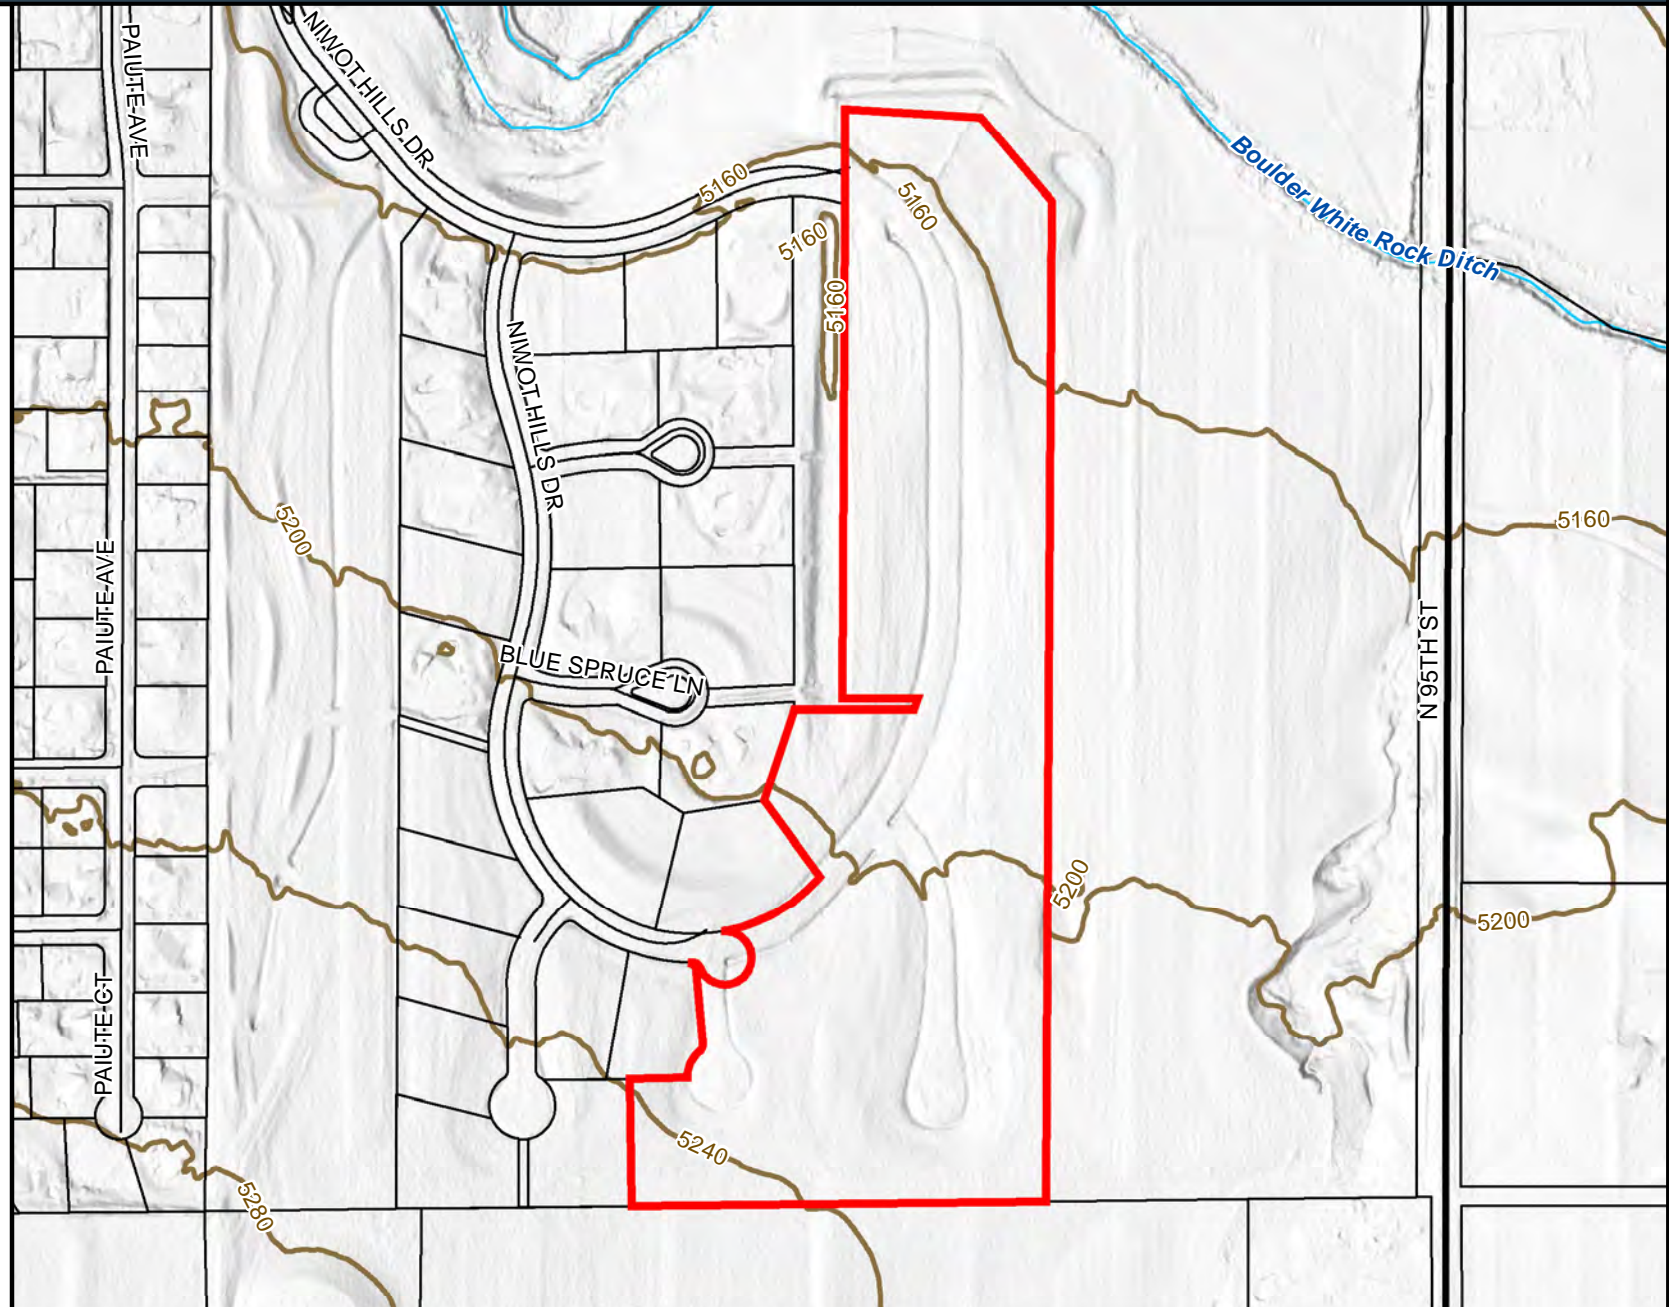 PAIUTE AVE
NIWOT HILLS DR
Boulder White Rock Ditch
5160
5160
5160
5160
NIWOT HILLS DR
5200
5160
PAIUTE AVE
BLUE SPRUCE LN
N 95TH ST
5200
5200
PAIUTE CT
5240
5280